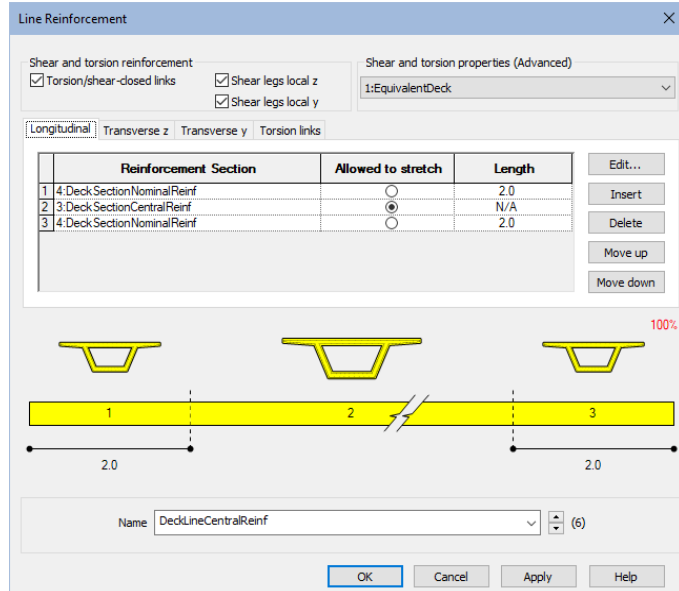 Line Reinforcement
Shear and torsion reinforcement
Torsion/shear-closed links
Shear legs local z
Shear legs local y
Shear and torsion properties (Advanced)
1:EquivalentDeck
Longitudinal Transverse z Transverse y Torsion links
Reinforcement Section Allowed to stretch Length
1 4:DeckSectionNominalReinf 2.0
2 3:DeckSectionCentralReinf N/A
3 4:DeckSectionNominalReinf 2.0
Edit...
Insert
Delete
Move up
Move down
100%
1 2 3
2.0 2.0
Name DeckLineCentralReinf (6)
OK Cancel Apply Help